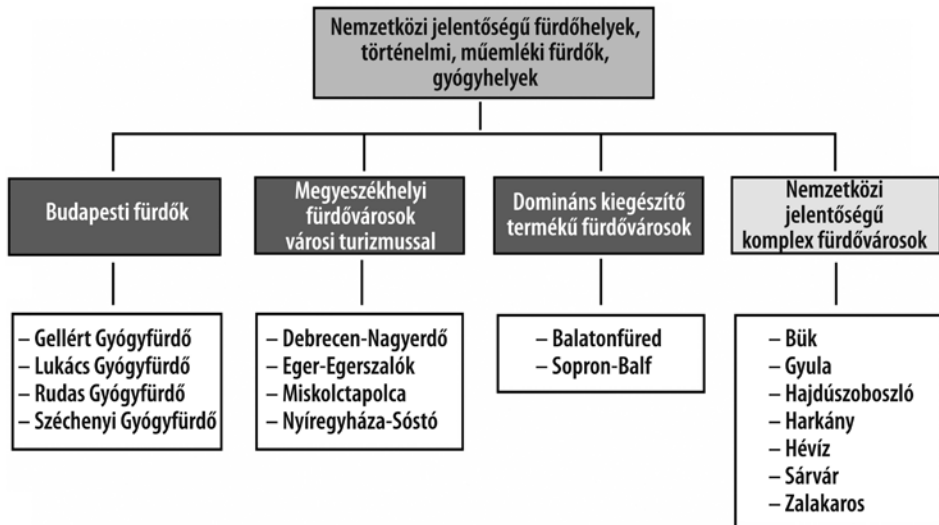 Nemzetközi jelentőségű fürdőhelyek,
történelmi, műemléki fürdők,
gyógyhelyek
Budapesti fürdők
Megyeszékhelyi
fürdővárosok
városi turizmussal
Domináns kiegészítő
termékű fürdővárosok
Nemzetközi
jelentőségű
komplex fürdővárosok
– Gellért Gyógyfürdő
– Lukács Gyógyfürdő
– Rudas Gyógyfürdő
– Széchenyi Gyógyfürdő
– Debrecen-Nagyerdő
– Eger-Egerszalók
– Miskolctapolca
– Nyíregyháza-Sóstó
– Balatonfüred
– Sopron-Balf
– Bük
– Gyula
– Hajdúszoboszló
– Harkány
– Hévíz
– Sárvár
– Zalakaros